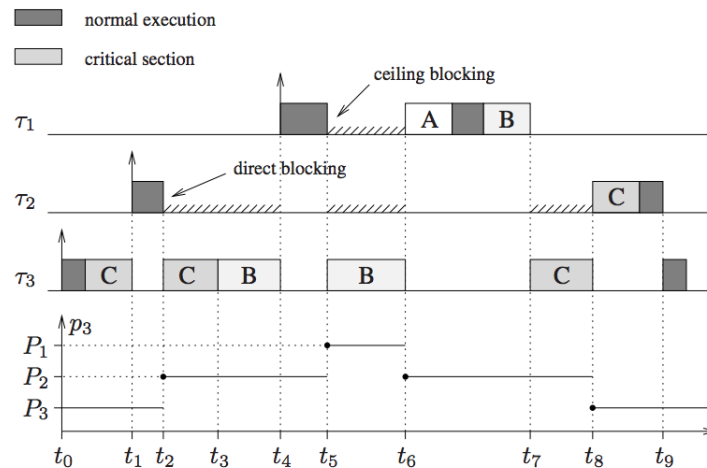 normal execution
critical section
ceiling blocking
τ1 A B
direct blocking
τ2 C
τ3 C C B B C
p3
P1
P2
P3
t0 t1 t2 t3 t4 t5 t6 t7 t8 t9